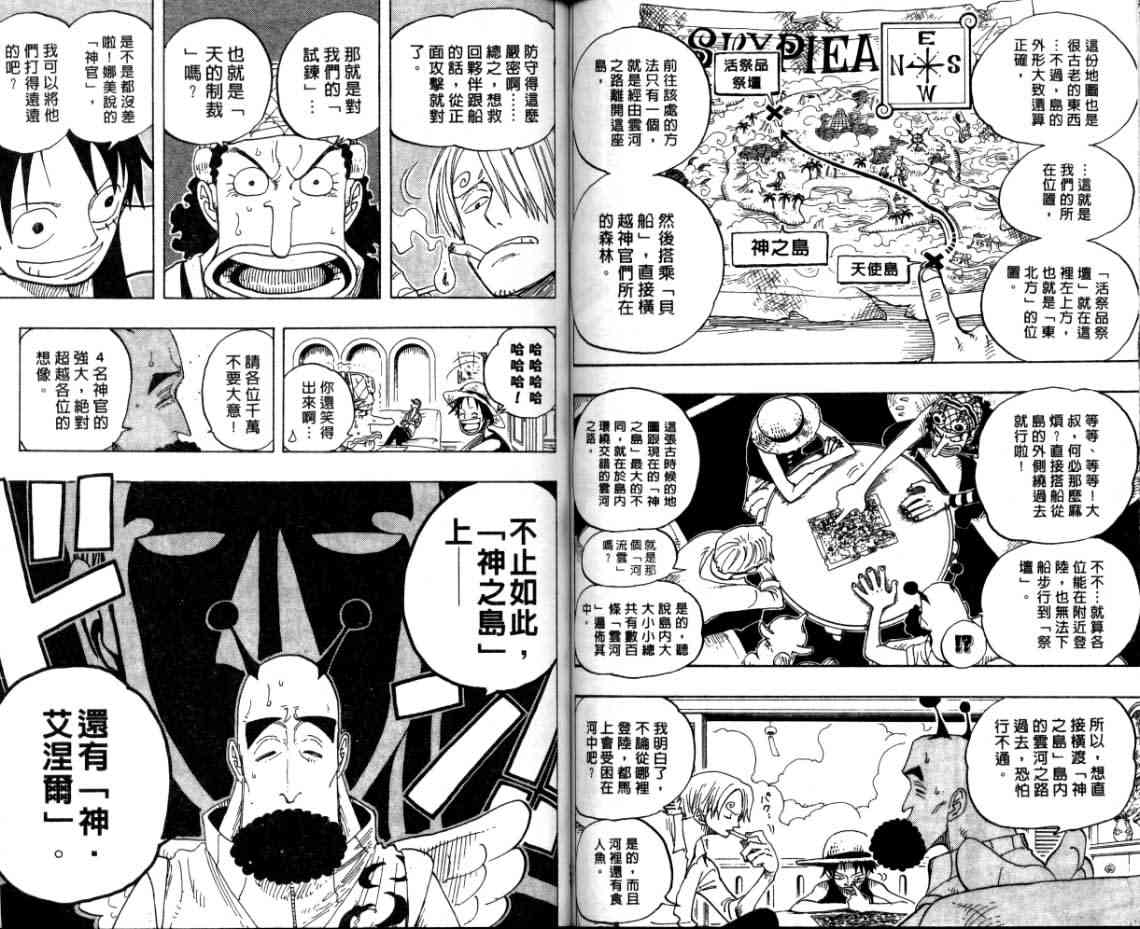 這份地圖也是
很古老的東西
…不過，島的
外形大致還算
正確，
…這就是
我們的所
在位置，
「活祭品祭
壇」就在這
裡左上方，
也就是「東
北方」的位
置。
SKYPIEA
E
N
S
W
活祭品
祭壇
神之島
天使島
前往該處的方
法只有一個，
就是經由雲河
之路離開這座
島，
然後搭乘「貝
船」，直接橫
越神官們所在
的森林。
等等、等等！大
叔，何必那麼麻
煩？直接搭船從
島的外側繞過去
就行啦！
不不…就算各
位能在附近登
陸，也無法下
船步行到「祭
壇」。
!?
這張古時候的地
圖跟現在的「神
之島」最大的不
同，就在於島內
環繞交錯的雲河
之路。
就是那
個「河
流雲」
嗎？
是的，聽
說島內大
大小小總
共有數百
條「雲河
」遍佈其
中。
所以，想直
接橫渡「神
之島」島內
的雲河之路
過去，恐怕
行不通。
我明白了，
不論從哪裡
登陸，都馬
上會受困在
河中吧？
是的，而且
河裡還有食
人魚。
防守得這麼
嚴密啊……
總之，想救
回夥伴跟船
的話，從正
面攻擊就對
了。
那就是對
我們的「
試鍊」…
也就是「
天的制裁
」嗎？
是不是都沒差
啦！娜美說的
「神官」，
我可以將他
們打得遠遠
的吧？
哈哈哈哈
哈哈哈！
你還笑得
出來啊…
請各位千萬
不要大意！
4名神官的
強大，絕對
超越各位的
想像。
不止如此，
「神之島」
上——
還有「神・
艾涅爾」。